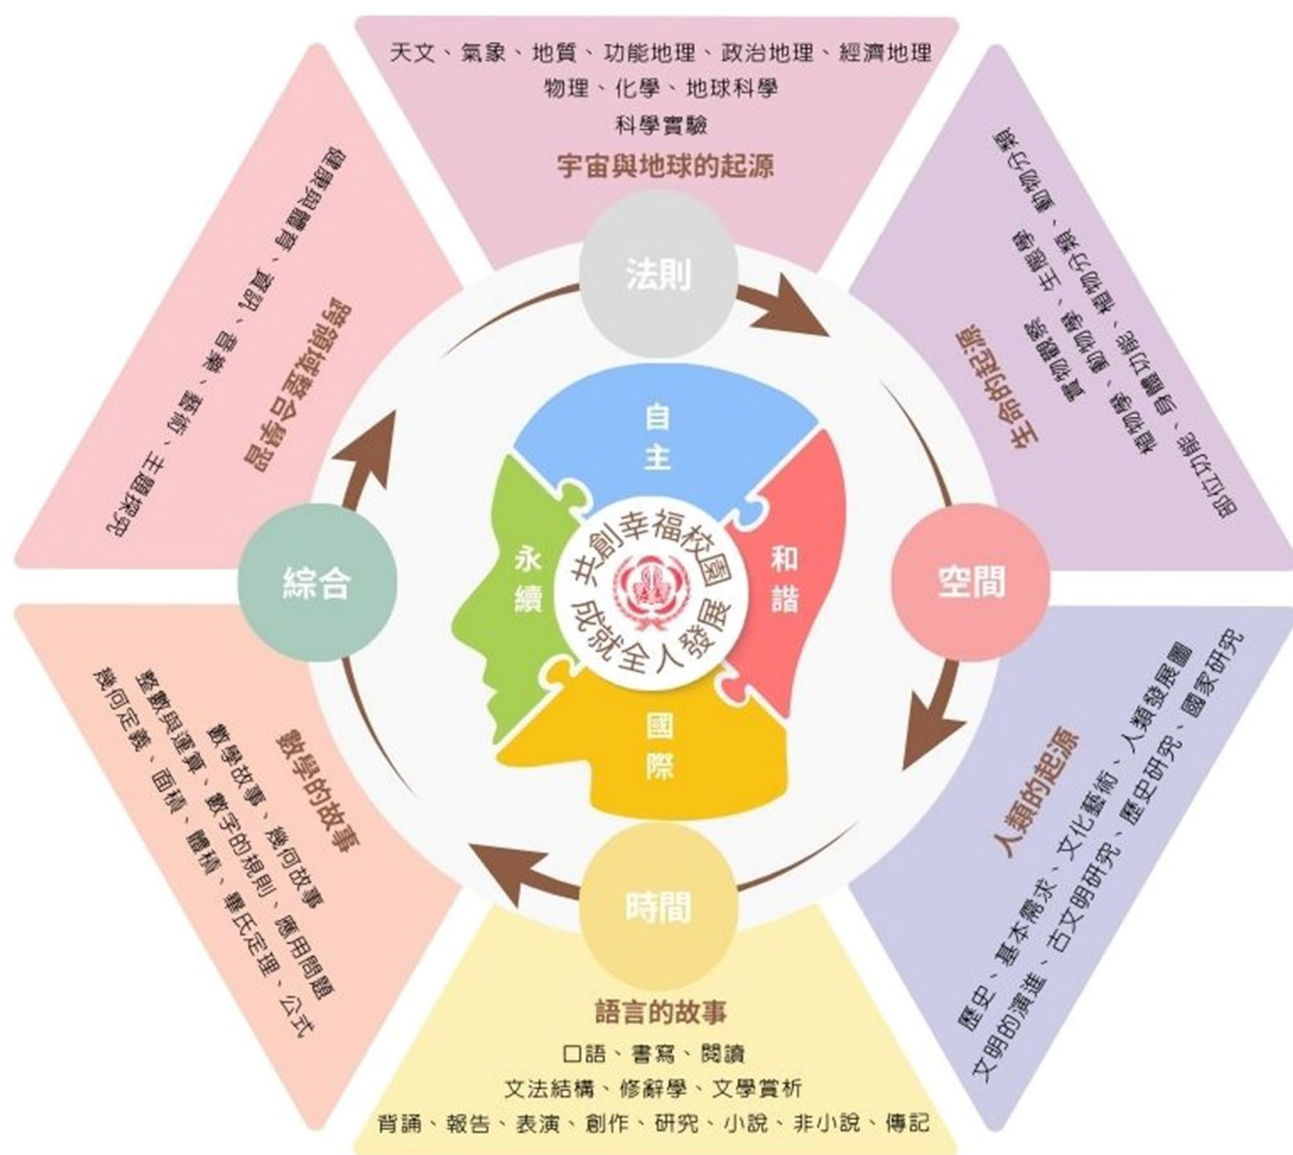 天文、氣象、地質、功能地理、政治地理、經濟地理
物理、化學、地球科學
科學實驗
宇宙與地球的起源
法則
生命的起源
實物觀察
植物學、動物學、生態學
部位功能、身體功能、植物分類、動物分類
空間
人類的起源
歷史、基本需求、文化藝術、人類發展圖
文明的演進、古文明研究、歷史研究、國家研究
時間
語言的故事
口語、書寫、閱讀
文法結構、修辭學、文學賞析
背誦、報告、表演、創作、研究、小說、非小說、傳記
數學的故事
數學故事、幾何故事
整數與運算、數字的規則、應用問題
幾何定義、面積、體積、畢氏定理、公式
綜合
跨領域整合學習
健康與體育、資訊、音樂、藝術、主題探究
自主
和諧
國際
永續
共創幸福校園
成就全人發展